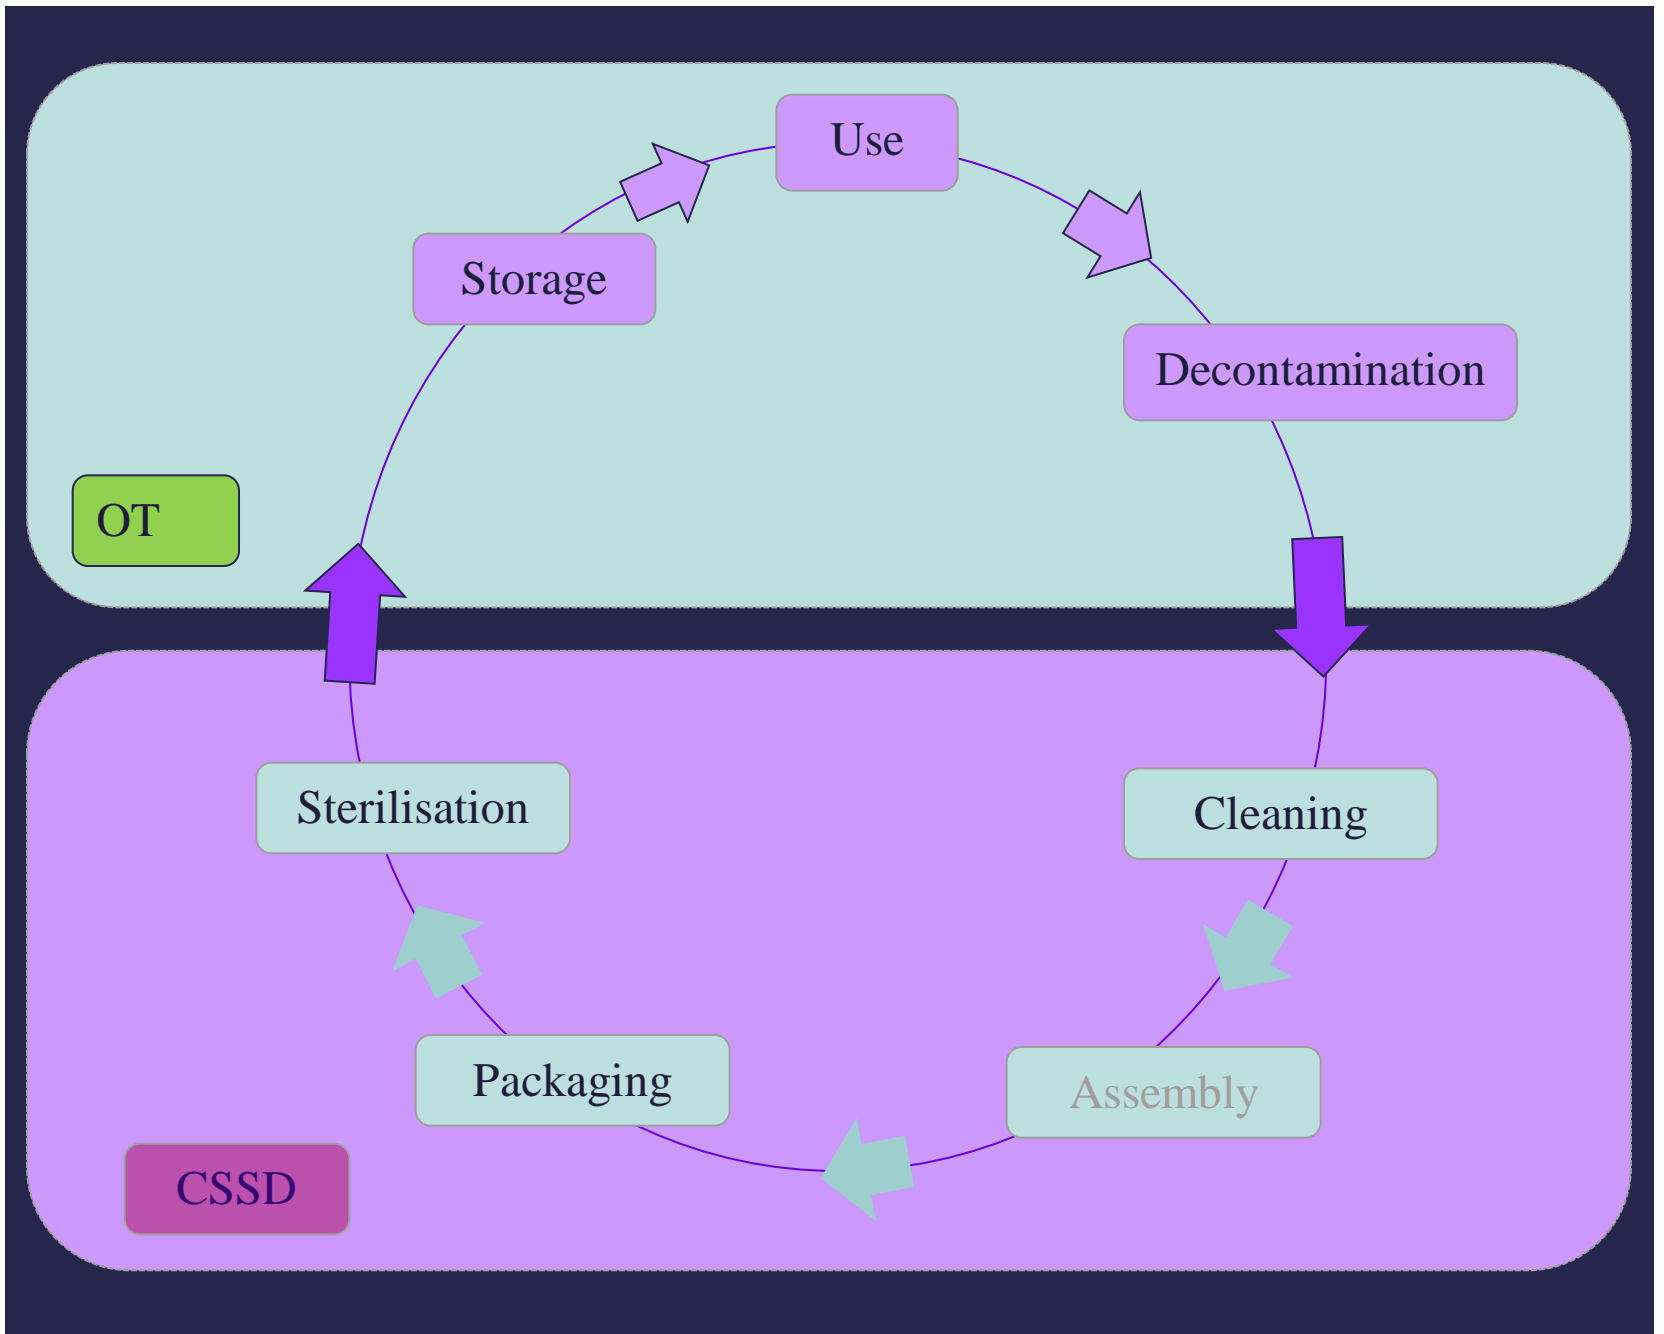 Use
Storage
Decontamination
OT
Sterilisation
Cleaning
Packaging
Assembly
CSSD